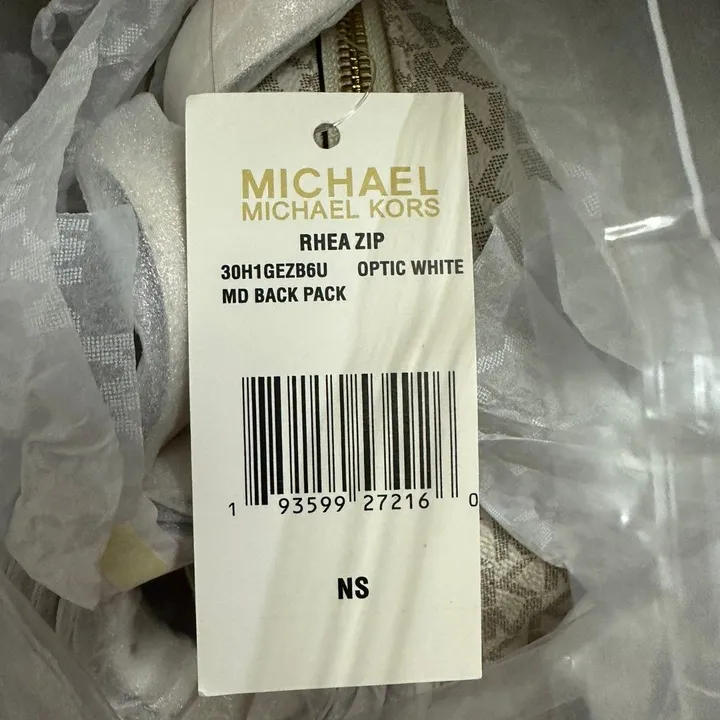 MICHAEL
MICHAEL KORS
RHEA ZIP
30H1GEZB6U OPTIC WHITE
MD BACK PACK
1 93599 27216 0
NS